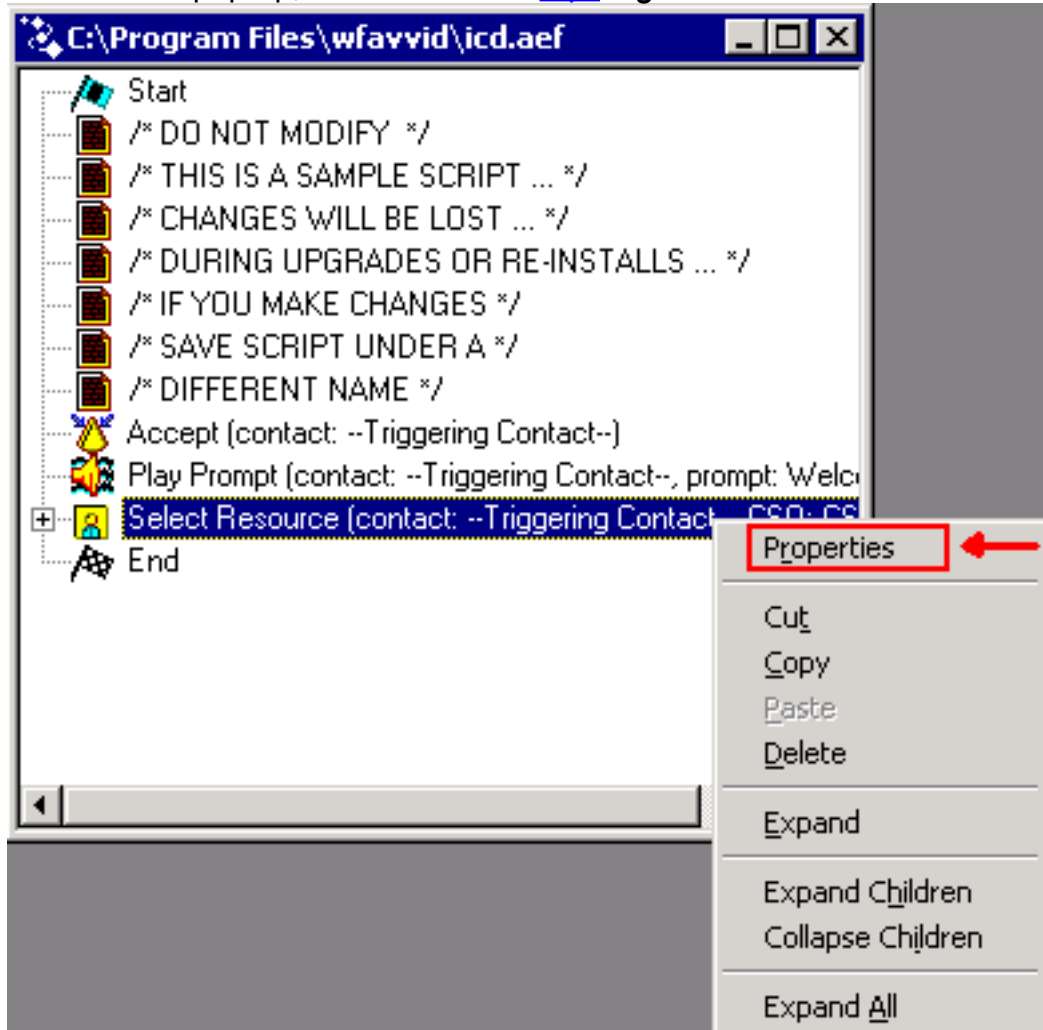 C:\Program Files\wfavvid\icd.aef
Start
/* DO NOT MODIFY */
/* THIS IS A SAMPLE SCRIPT ... */
/* CHANGES WILL BE LOST ... */
/* DURING UPGRADES OR RE-INSTALLS ... */
/* IF YOU MAKE CHANGES */
/* SAVE SCRIPT UNDER A */
/* DIFFERENT NAME */
Accept (contact: --Triggering Contact--)
Play Prompt (contact: --Triggering Contact--, prompt: Welc
Select Resource (contact: --Triggering Contact CSQ: CS
End
Properties
Cut
Copy
Paste
Delete
Expand
Expand Children
Collapse Children
Expand All